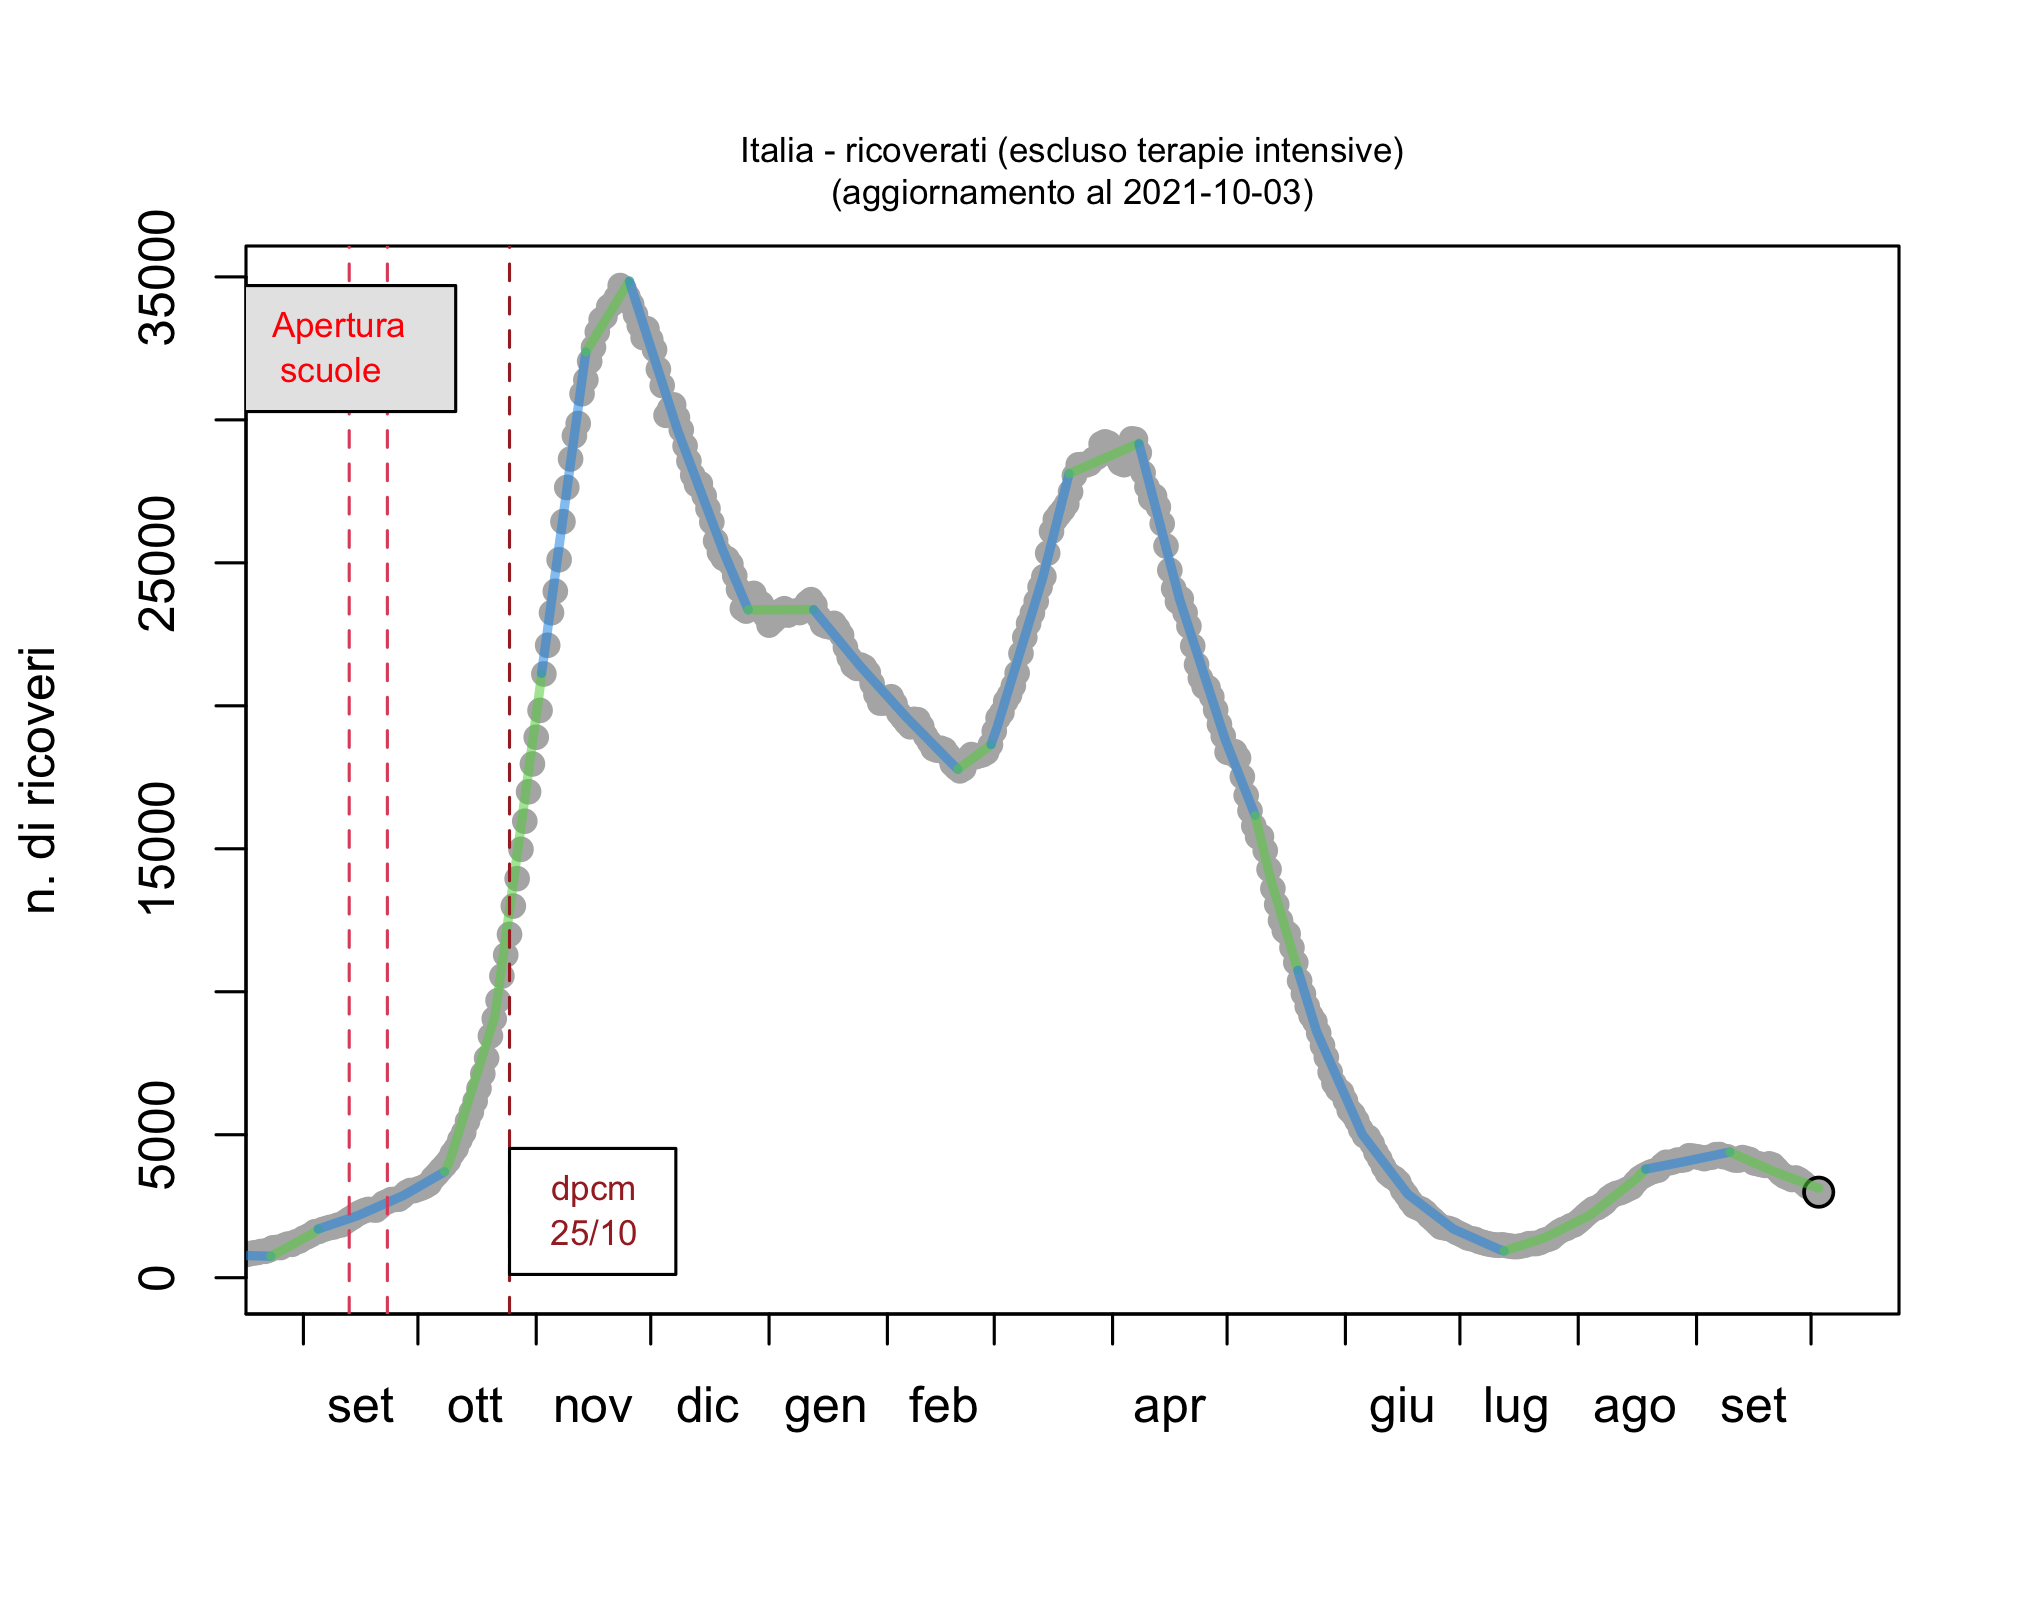 Italia - ricoverati (escluso terapie intensive)
(aggiornamento al 2021-10-03)
n. di ricoveri
35000
25000
15000
5000
0
Apertura
scuole
dpcm
25/10
set ott nov dic gen feb apr giu lug ago set